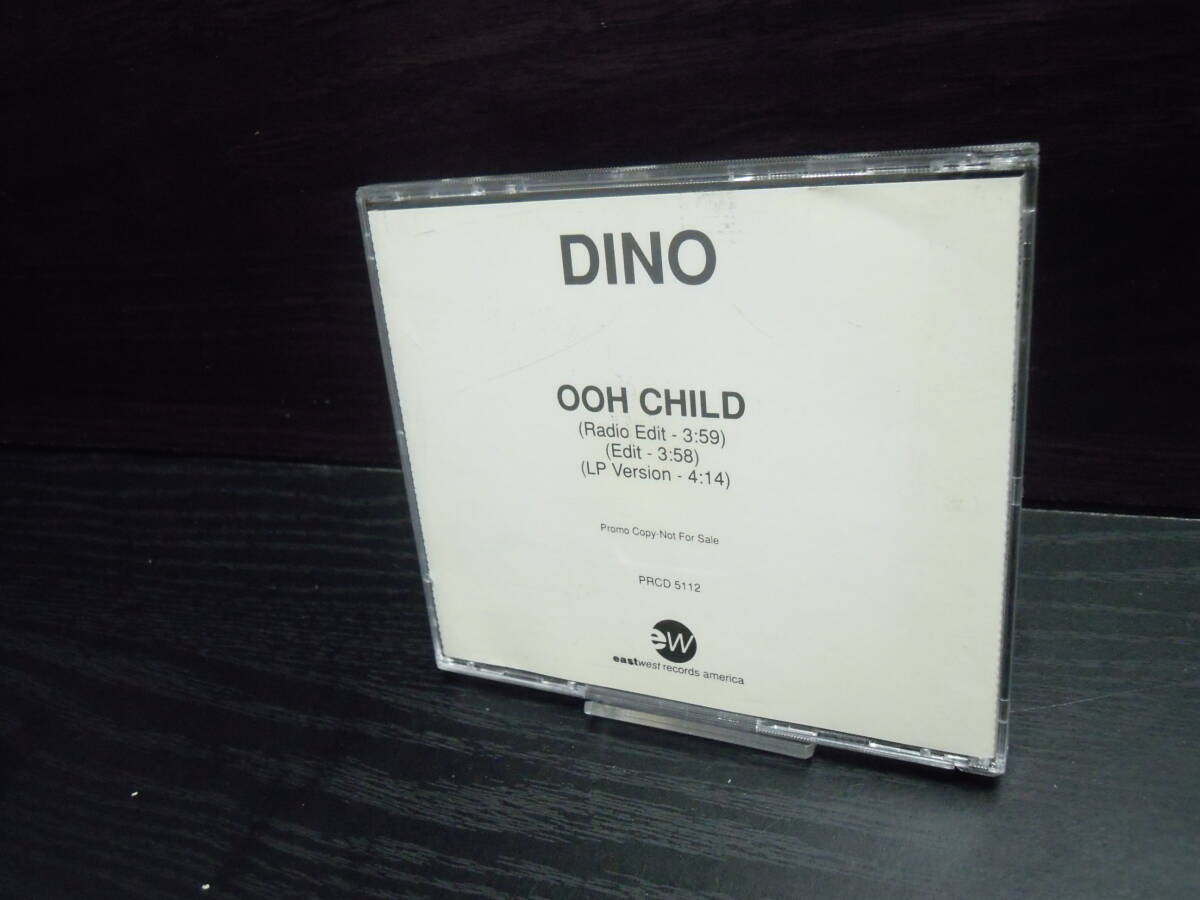 DINO
OOH CHILD
(Radio Edit - 3:59)
(Edit - 3:58)
(LP Version - 4:14)
Promo Copy·Not For Sale
PRCD 5112
ew
eastwest records america